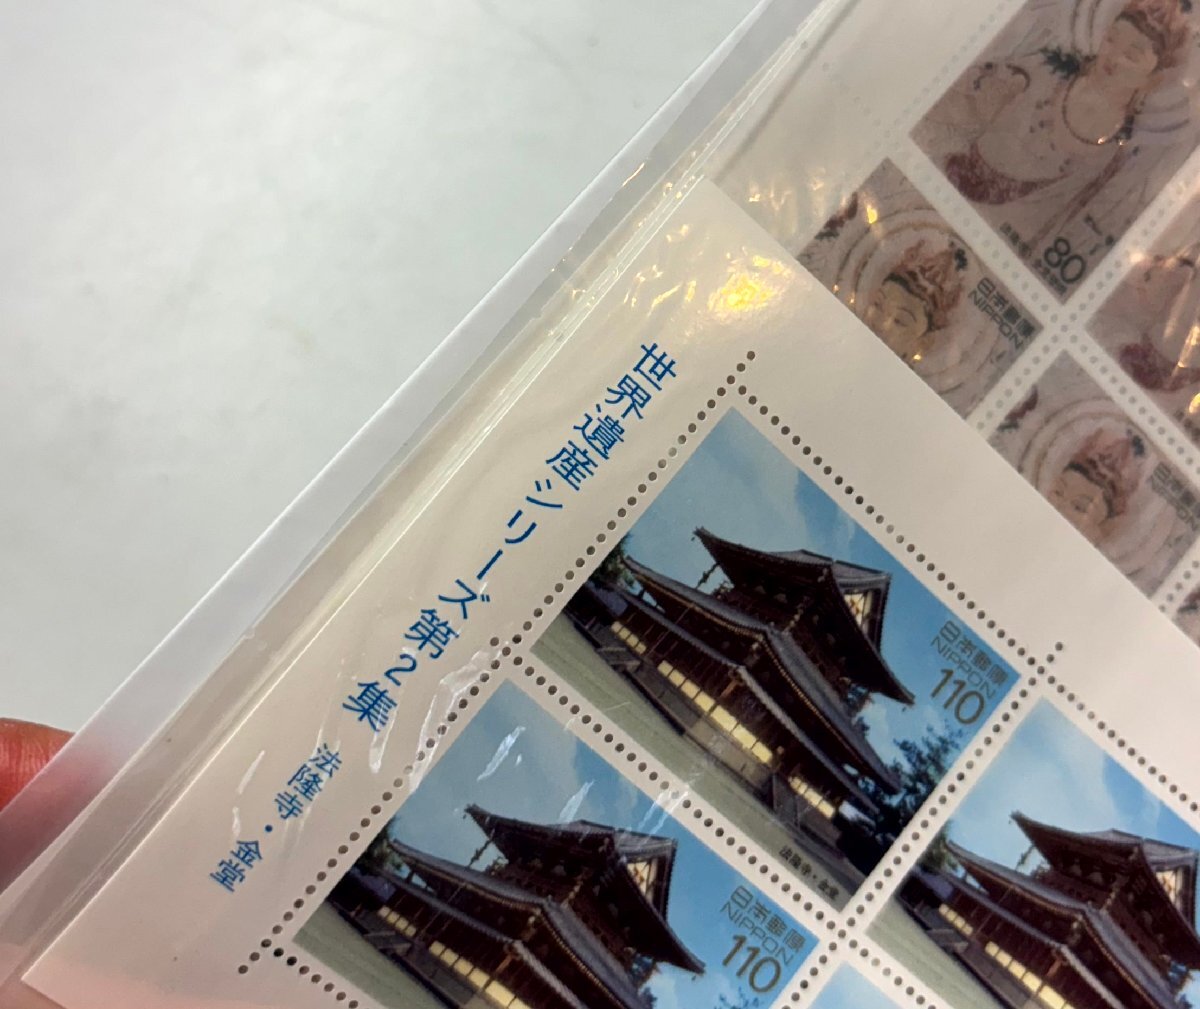 世界遺産シリーズ第2集
法隆寺・金堂
日本郵便
NIPPON
110
法隆寺・金堂
日本郵便
NIPPON
110
80
日本郵便
NIPPON